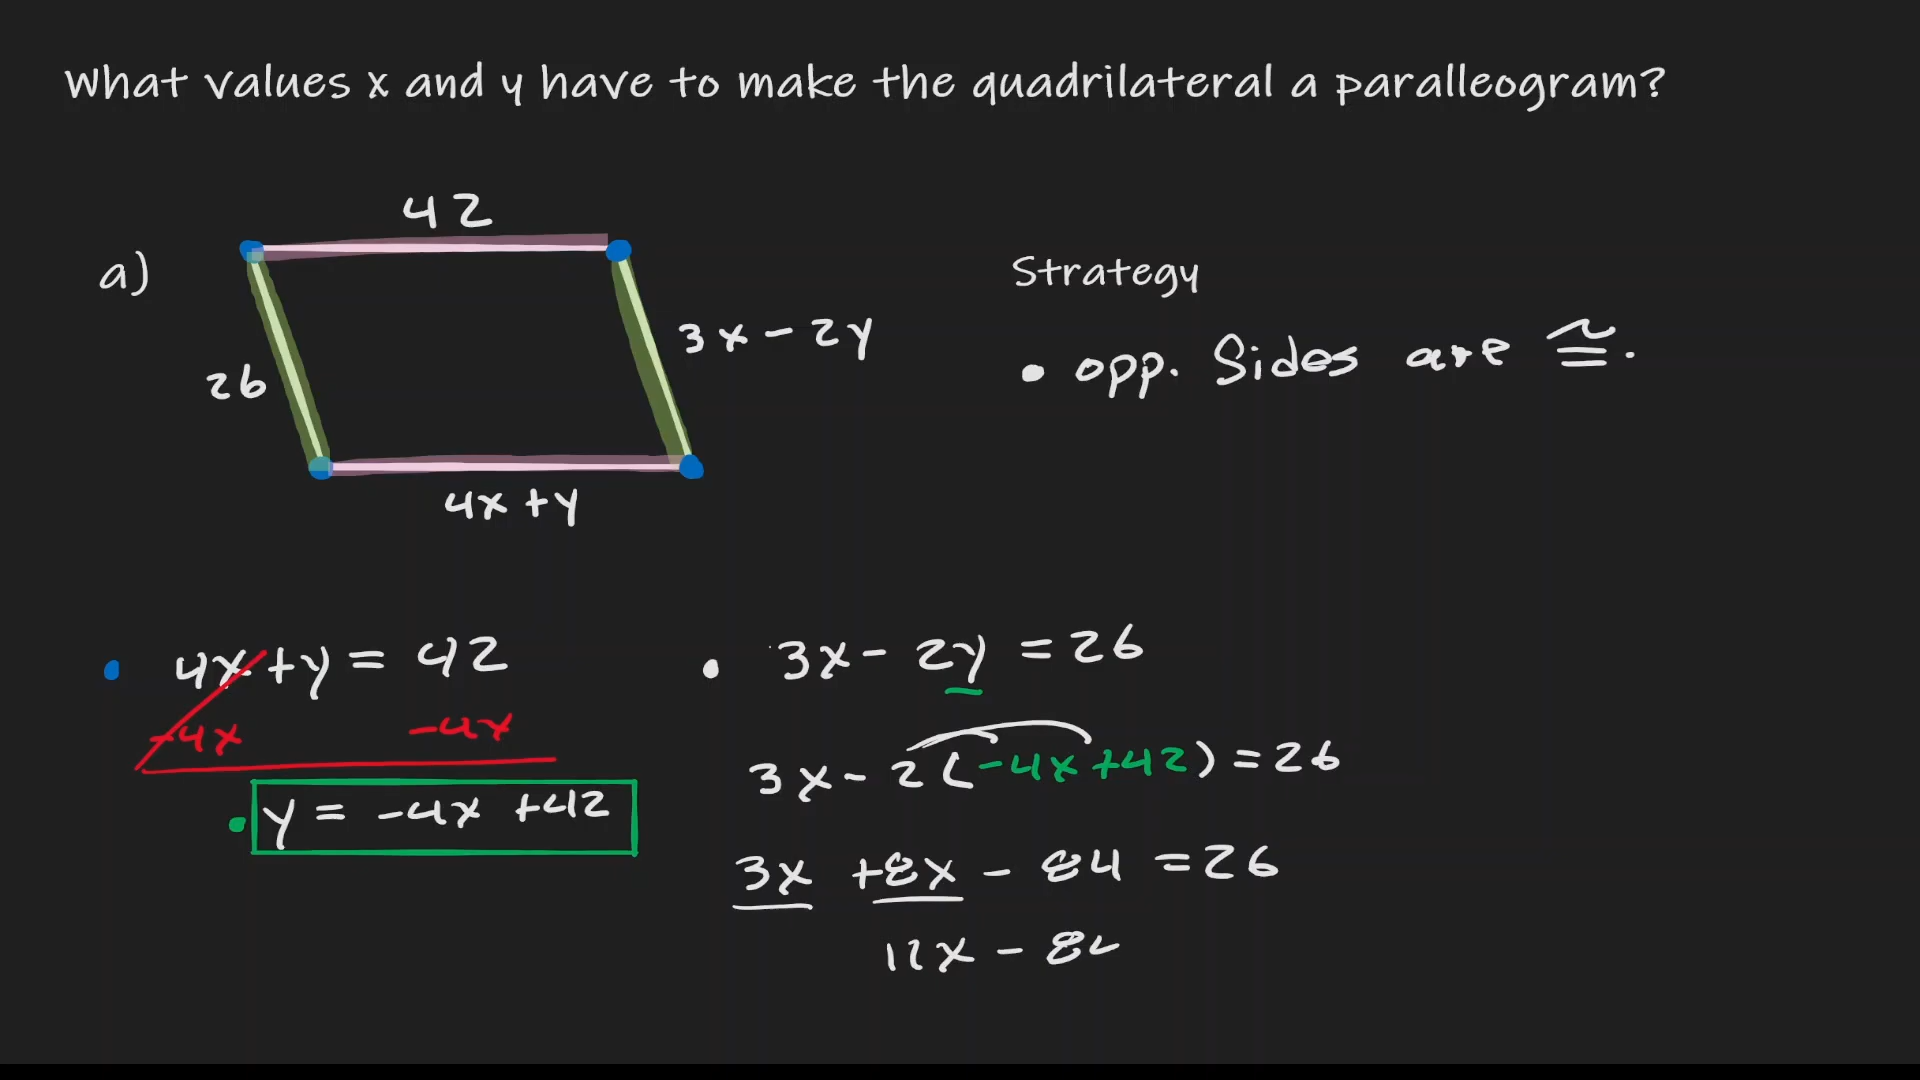 What values x and y have to make the quadrilateral a paralleogram?
a)
42
26
3x - 2y
4x + y
Strategy
• opp. Sides are ≅.
• 4x + y = 42
-4x -4x
• y = -4x + 42
• 3x - 2y = 26
3x - 2(-4x + 42) = 26
3x + 8x - 84 = 26
11x - 84